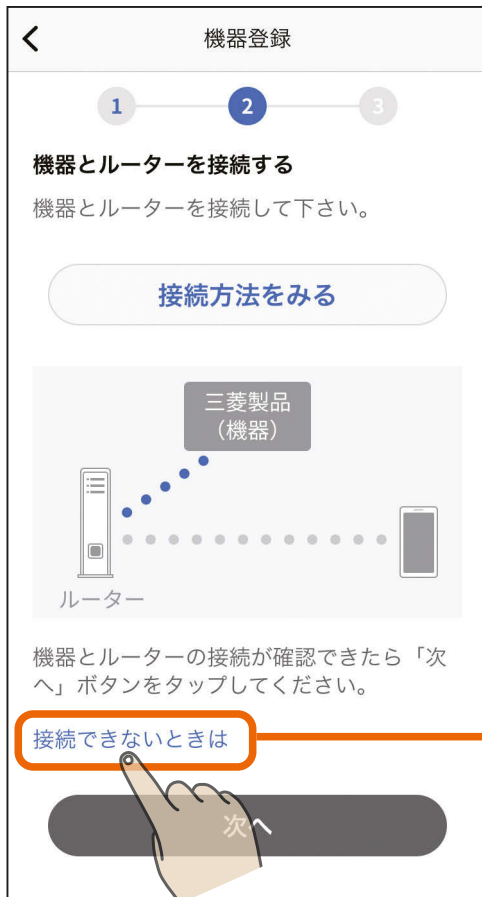 機器登録
1 2 3
機器とルーターを接続する
機器とルーターを接続して下さい。
接続方法をみる
三菱製品
（機器）
ルーター
機器とルーターの接続が確認できたら「次
へ」ボタンをタップしてください。
接続できないときは
次へ